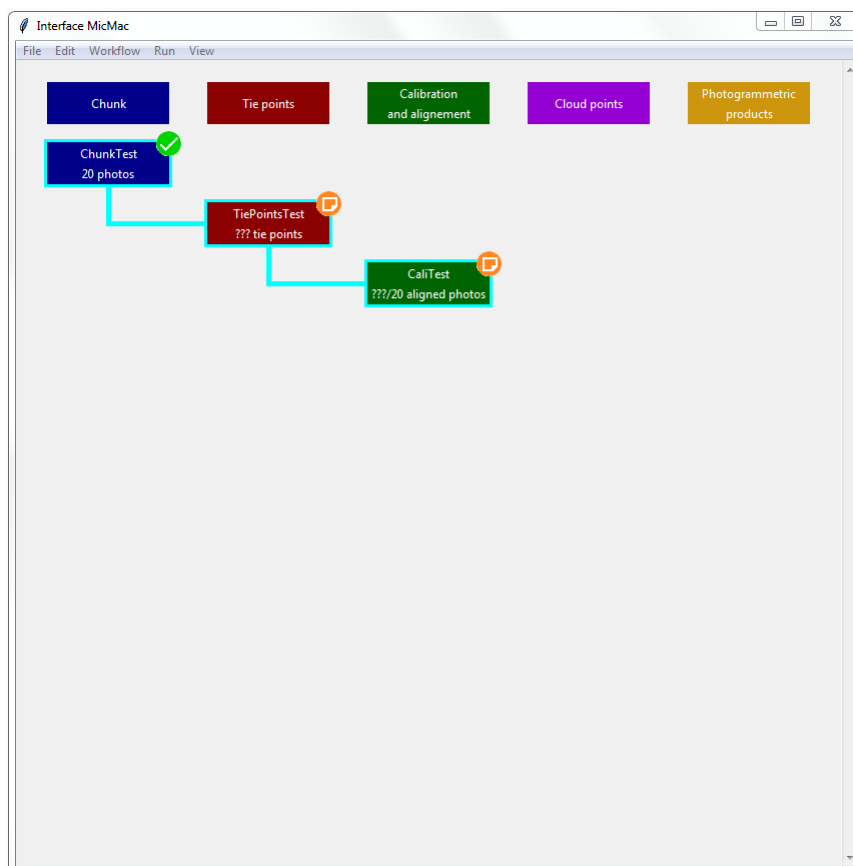 Interface MicMac
File Edit Workflow Run View
Chunk
Tie points
Calibration
and alignement
Cloud points
Photogrammetric
products
ChunkTest
20 photos
TiePointsTest
??? tie points
CaliTest
???/20 aligned photos